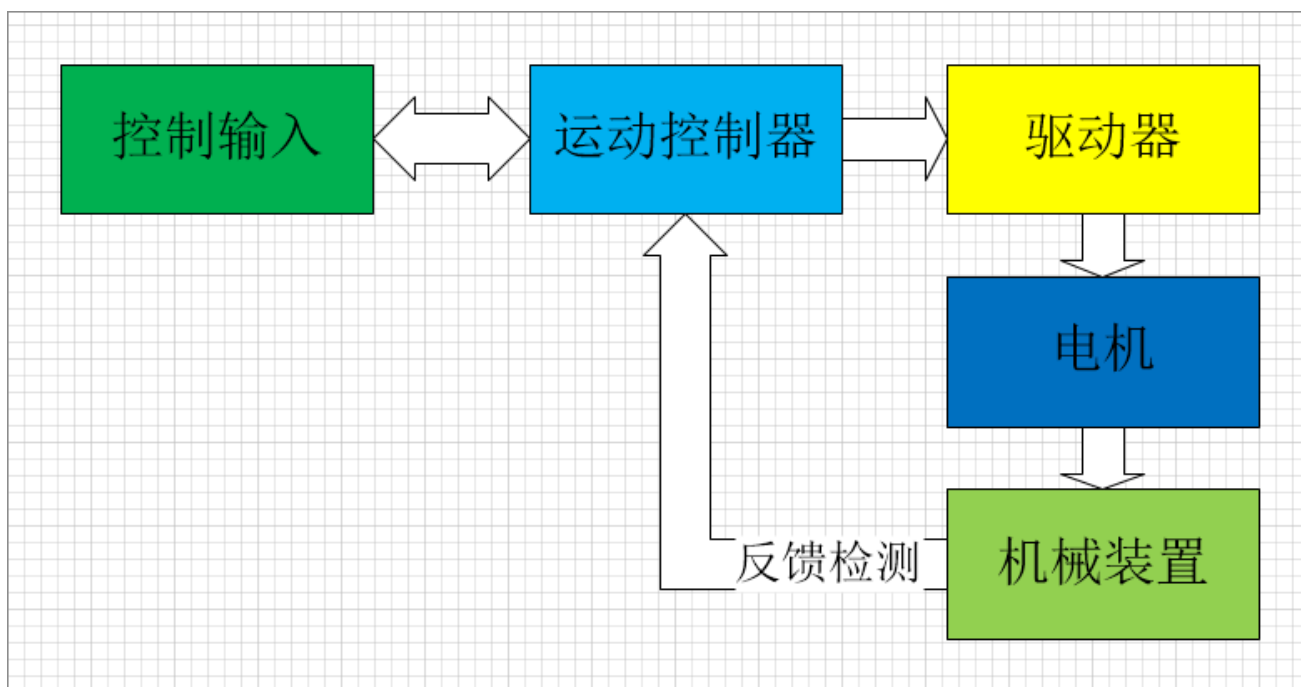 控制输入
运动控制器
驱动器
电机
反馈检测
机械装置